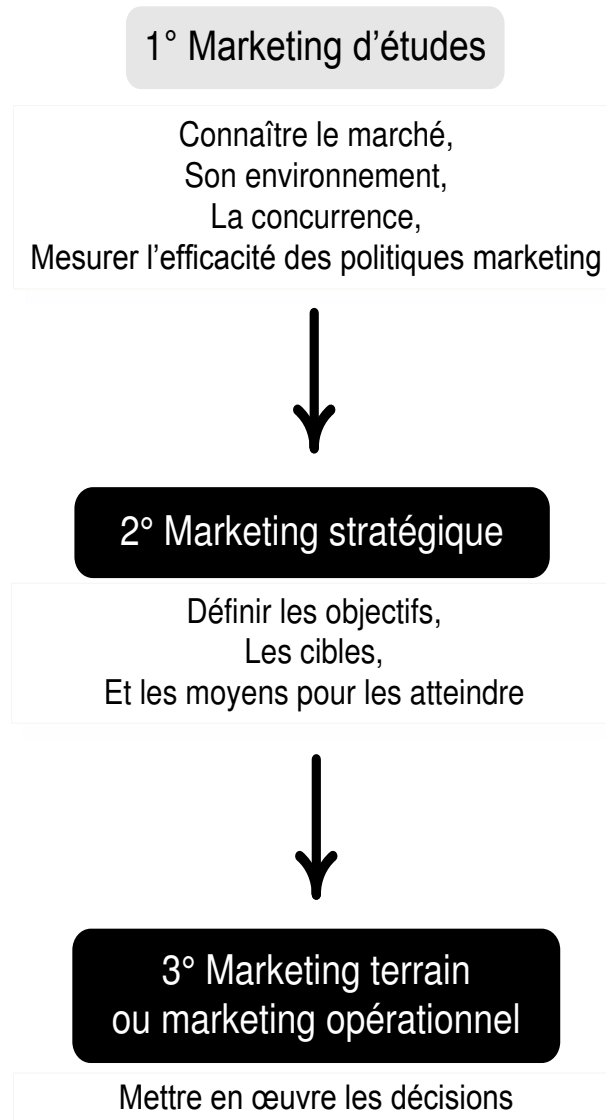 1° Marketing d’études
Connaître le marché,
Son environnement,
La concurrence,
Mesurer l’efficacité des politiques marketing
2° Marketing stratégique
Définir les objectifs,
Les cibles,
Et les moyens pour les atteindre
3° Marketing terrain
ou marketing opérationnel
Mettre en œuvre les décisions